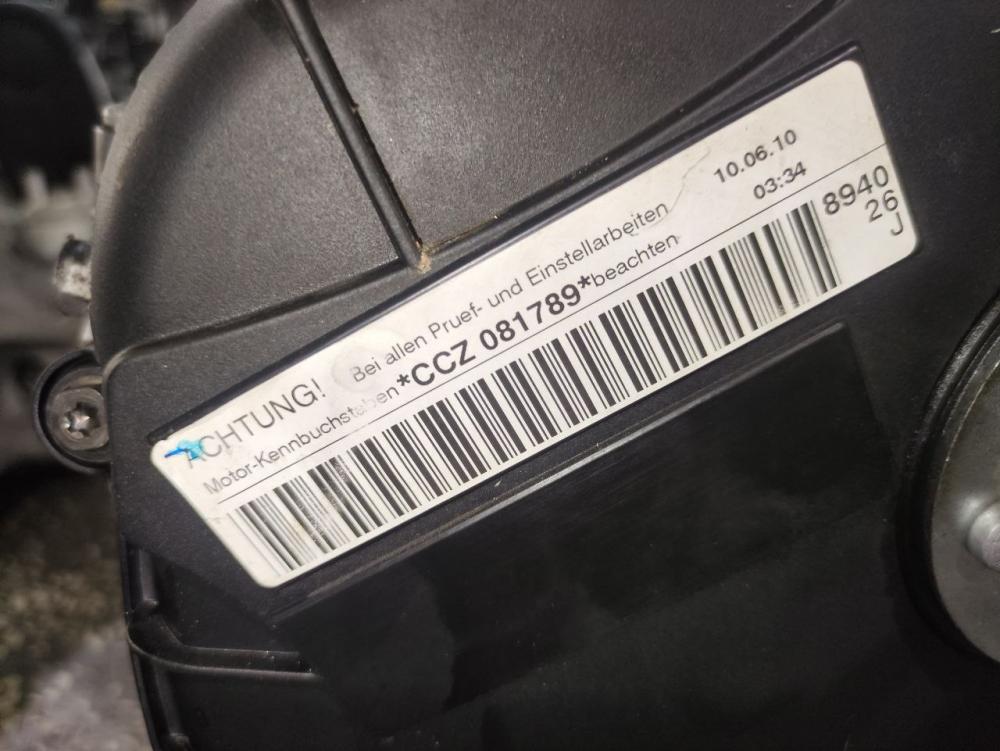 ACHTUNG! Bei allen Pruef- und Einstellarbeiten 10.06.10
Motor-Kennbuchstaben *CCZ 081789* beachten 03:34
8940
26
J